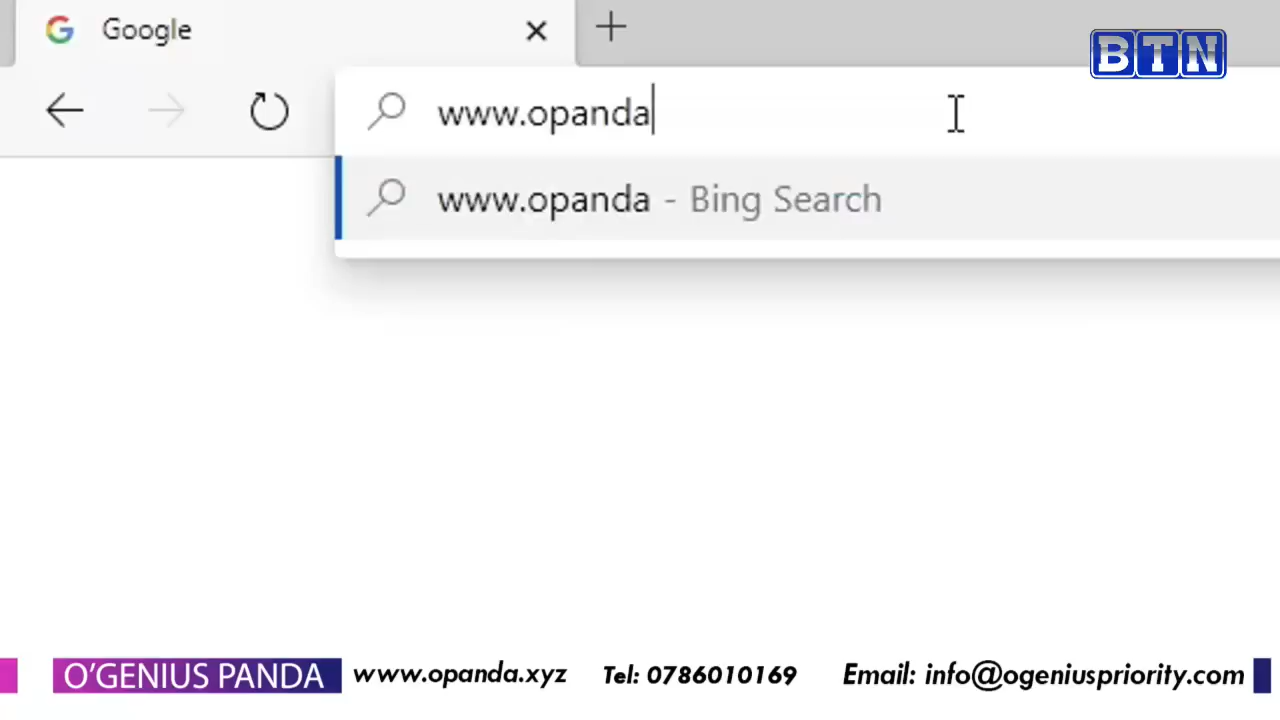 Google
BTN
www.opanda
www.opanda - Bing Search
O'GENIUS PANDA www.opanda.xyz Tel: 0786010169 Email: info@ogeniuspriority.com